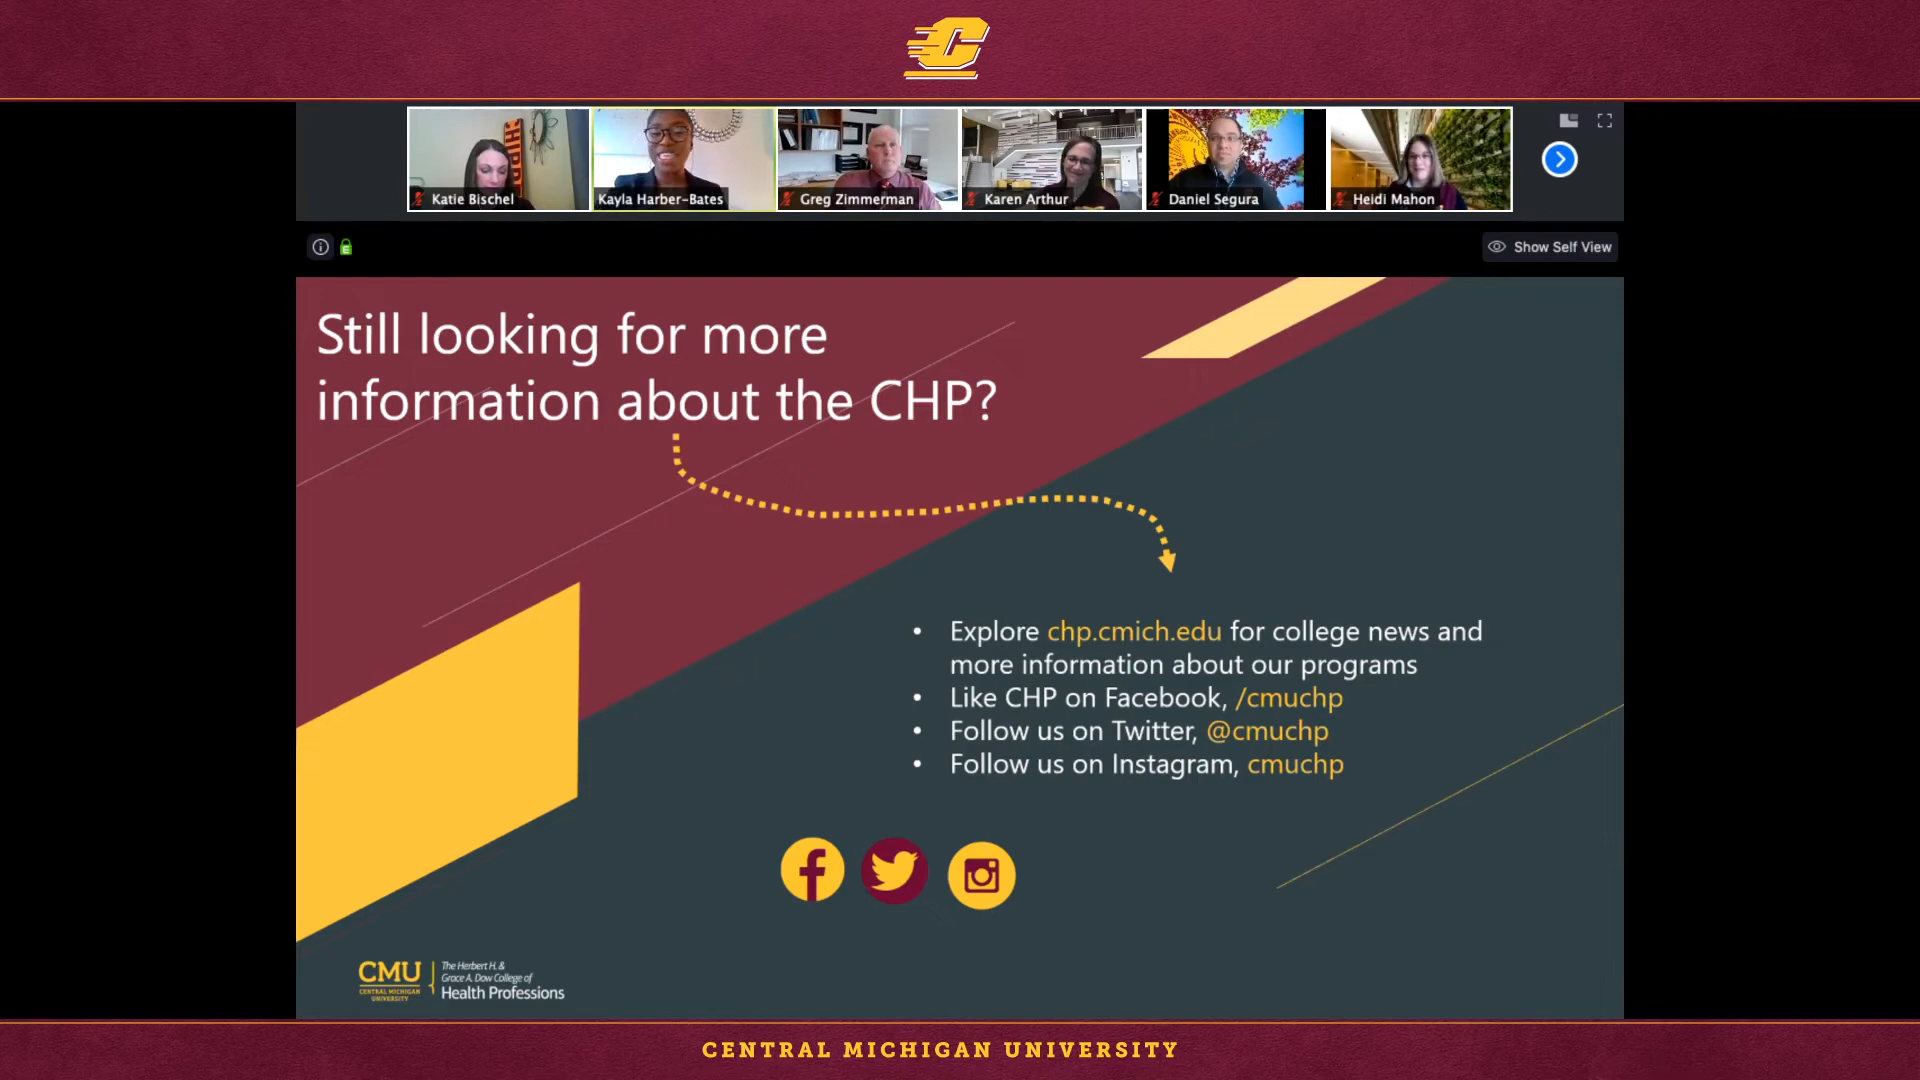 Katie Bischel
Kayla Harber-Bates
Greg Zimmerman
Karen Arthur
Daniel Segura
Heidi Mahon
Show Self View
Still looking for more
information about the CHP?
• Explore chp.cmich.edu for college news and
more information about our programs
• Like CHP on Facebook, /cmuchp
• Follow us on Twitter, @cmuchp
• Follow us on Instagram, cmuchp
CMU
CENTRAL MICHIGAN
UNIVERSITY
The Herbert H. &
Grace A. Dow College of
Health Professions
CENTRAL MICHIGAN UNIVERSITY